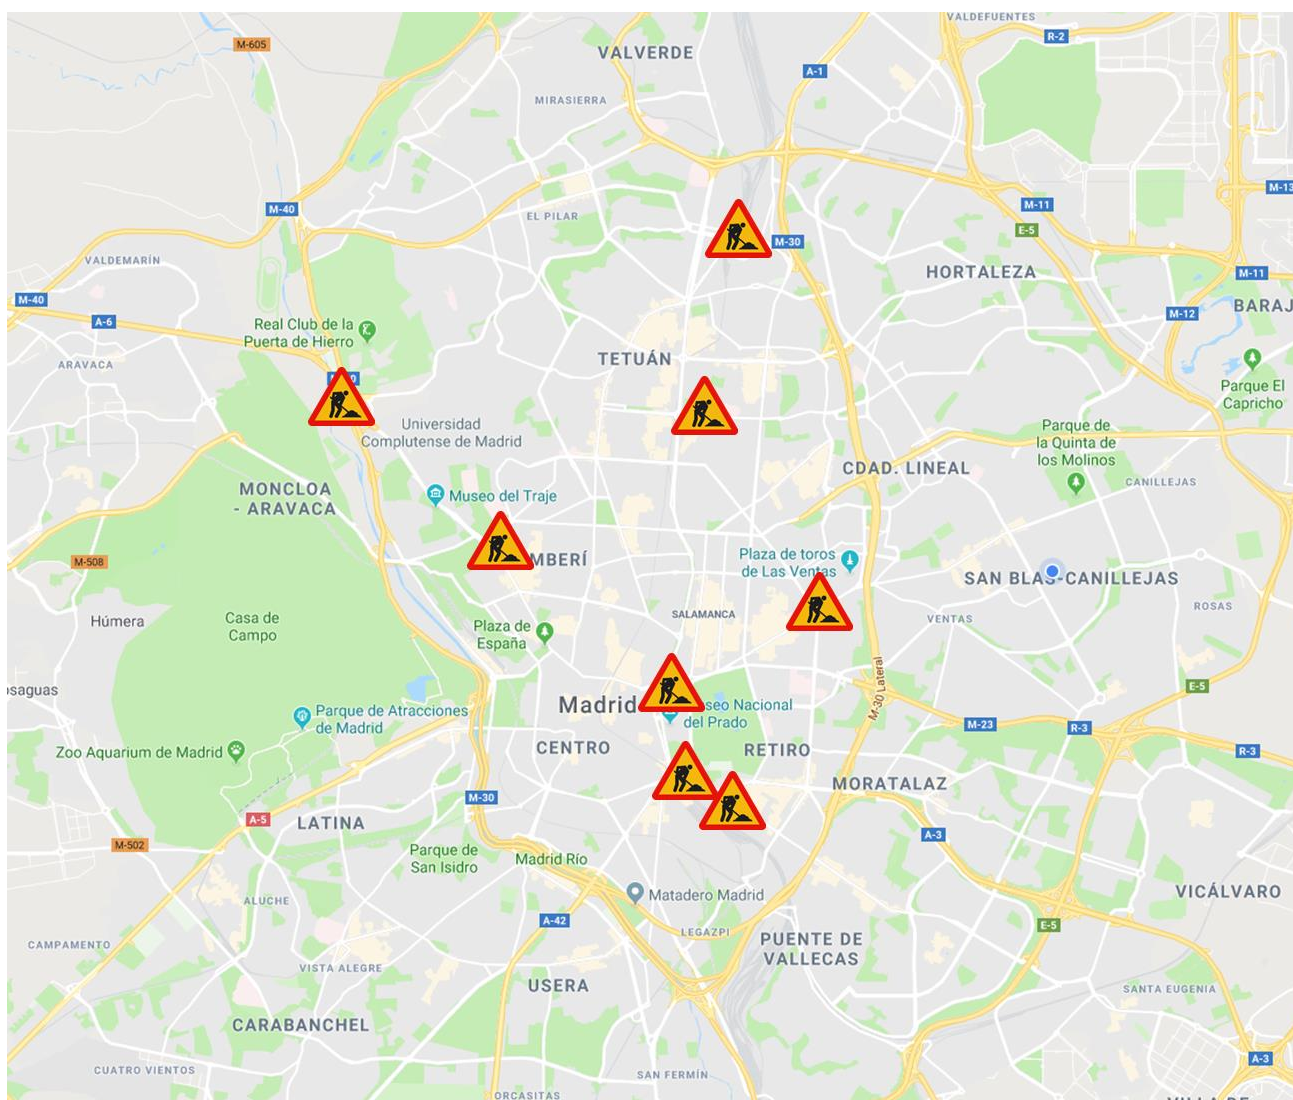 VALDEFUENTES
M-605
R-2
VALVERDE
A-1
MIRASIERRA
M-13
M-40
M-11
EL PILAR
E-5
M-30
VALDEMARÍN
HORTALEZA
M-11
M-40
BARAJ
A-6
M-12
Real Club de la
Puerta de Hierro
TETUÁN
ARAVACA
Parque El
Capricho
Universidad
Complutense de Madrid
Parque de
la Quinta de
los Molinos
CDAD. LINEAL
CANILLEJAS
MONCLOA
- ARAVACA
Museo del Traje
M-508
MBERÍ
Plaza de toros
de Las Ventas
SAN BLAS-CANILLEJAS
ROSAS
Húmera
Casa de
Campo
SALAMANCA
VENTAS
Plaza de
España
osaguas
M-30 Lateral
E-5
Parque de Atracciones
de Madrid
Madrid
seo Nacional
del Prado
M-23
R-3
R-3
Zoo Aquarium de Madrid
CENTRO
RETIRO
MORATALAZ
M-30
A-5
LATINA
A-3
M-502
Parque de
San Isidro
Madrid Río
Matadero Madrid
VICÁLVARO
ALUCHE
A-42
E-5
LEGAZPI
CAMPAMENTO
PUENTE DE
VALLECAS
VISTA ALEGRE
USERA
SANTA EUGENIA
CARABANCHEL
A-3
CUATRO VIENTOS
SAN FERMÍN
ORCASITAS
VILLA DE